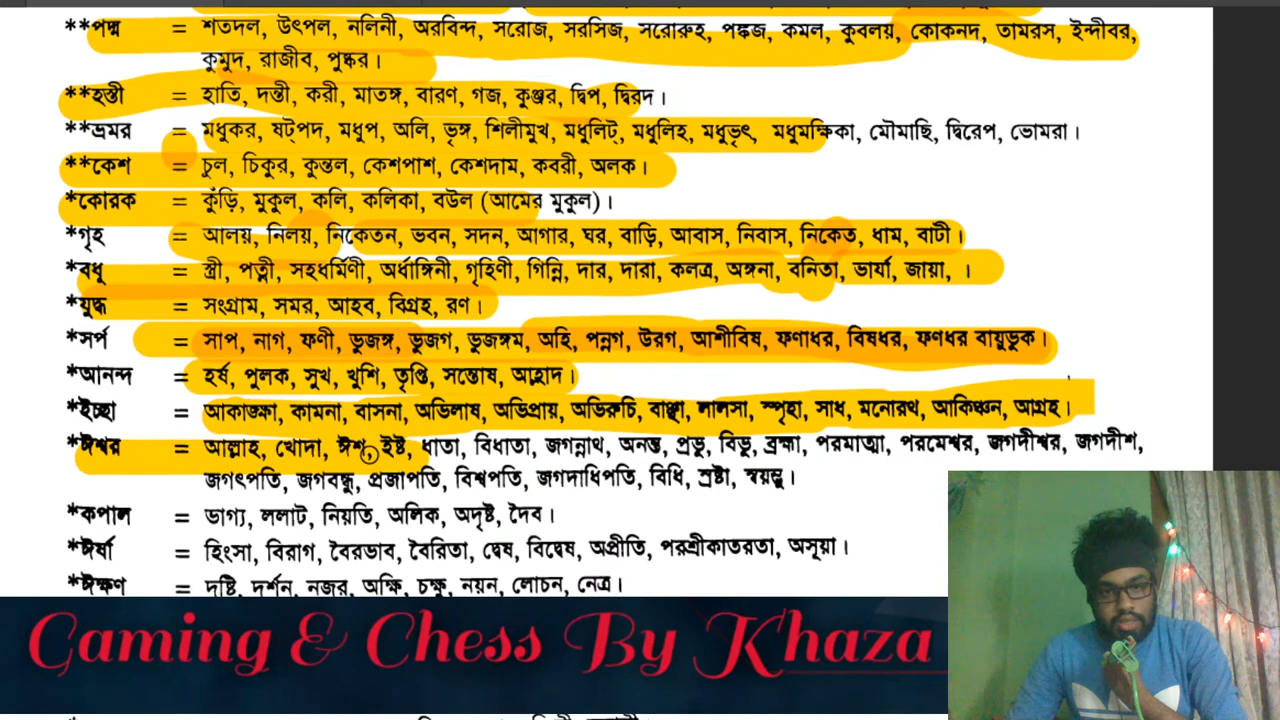 **পদ্ম = শতদল, উৎপল, নলিনী, অরবিন্দ, সরোজ, সরসিজ, সরোরুহ, পঙ্কজ, কমল, কুবলয়, কোকনদ, তামরস, ইন্দীবর,
কুমুদ, রাজীব, পুষ্কর।
**হস্তী = হাতি, দন্তী, করী, মাতঙ্গ, বারণ, গজ, কুঞ্জর, দ্বিপ, দ্বিরদ।
**ভ্রমর = মধুকর, ষট্পদ, মধুপ, অলি, ভৃঙ্গ, শিলীমুখ, মধুলিট্, মধুলিহ, মধুভৃৎ, মধুমক্ষিকা, মৌমাছি, দ্বিরেপ, ভোমরা।
**কেশ = চুল, চিকুর, কুন্তল, কেশপাশ, কেশদাম, কবরী, অলক।
*কোরক = কুঁড়ি, মুকুল, কলি, কলিকা, বউল (আমের মুকুল)।
*গৃহ = আলয়, নিলয়, নিকেতন, ভবন, সদন, আগার, ঘর, বাড়ি, আবাস, নিবাস, নিকেত, ধাম, বাটী।
*বধু = স্ত্রী, পত্নী, সহধর্মিণী, অর্ধাঙ্গিনী, গৃহিণী, গিন্নি, দার, দারা, কলত্র, অঙ্গনা, বনিতা, ভার্যা, জায়া, ।
*যুদ্ধ = সংগ্রাম, সমর, আহব, বিগ্রহ, রণ।
*সর্প = সাপ, নাগ, ফণী, ভুজঙ্গ, ভুজগ, ভুজঙ্গম, অহি, পন্নগ, উরগ, আশীবিষ, ফণাধর, বিষধর, ফণধর বায়ুভুক।
*আনন্দ = হর্ষ, পুলক, সুখ, খুশি, তৃপ্তি, সন্তোষ, আহ্লাদ।
*ইচ্ছা = আকাঙ্ক্ষা, কামনা, বাসনা, অভিলাষ, অভিপ্রায়, অভিরুচি, বাঞ্ছা, লালসা, স্পৃহা, সাধ, মনোরথ, আকিঞ্চন, আগ্রহ।
*ঈশ্বর = আল্লাহ, খোদা, ঈশ, ইষ্ট, ধাতা, বিধাতা, জগন্নাথ, অনন্ত, প্রভু, বিভু, ব্রহ্মা, পরমাত্মা, পরমেশ্বর, জগদীশ্বর, জগদীশ,
জগৎপতি, জগবন্ধু, প্রজাপতি, বিশ্বপতি, জগদাধিপতি, বিধি, স্রষ্টা, স্বয়ম্ভু।
*কপাল = ভাগ্য, ললাট, নিয়তি, অলিক, অদৃষ্ট, দৈব।
*ঈর্ষা = হিংসা, বিরাগ, বৈরভাব, বৈরিতা, দ্বেষ, বিদ্বেষ, অপ্রীতি, পরশ্রীকাতরতা, অসূয়া।
*ঈক্ষণ = দৃষ্টি, দর্শন, নজর, অক্ষি, চক্ষু, নয়ন, লোচন, নেত্র।
Gaming & Chess By Khaza